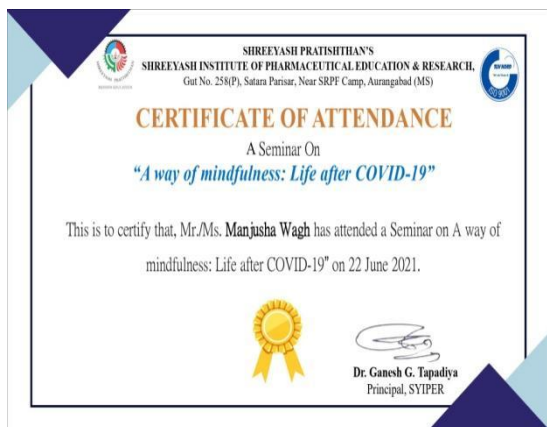 SHREEYASH PRATISHTHAN'S
SHREEYASH INSTITUTE OF PHARMACEUTICAL EDUCATION & RESEARCH,
Gut No. 258(P), Satara Parisar, Near SRPF Camp, Aurangabad (MS)
CERTIFICATE OF ATTENDANCE
A Seminar On
“A way of mindfulness: Life after COVID-19”
This is to certify that, Mr./Ms. Manjusha Wagh has attended a Seminar on A way of
mindfulness: Life after COVID-19” on 22 June 2021.
Dr. Ganesh G. Tapadiya
Principal, SYIPER
ISO 9001